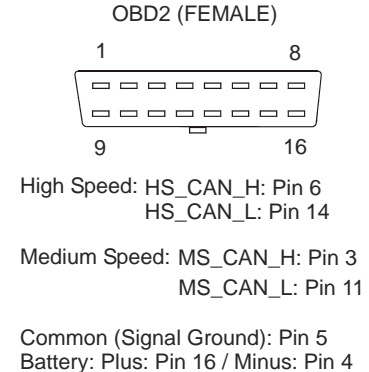 OBD2 (FEMALE)
1 8
9 16
High Speed: HS_CAN_H: Pin 6
HS_CAN_L: Pin 14
Medium Speed: MS_CAN_H: Pin 3
MS_CAN_L: Pin 11
Common (Signal Ground): Pin 5
Battery: Plus: Pin 16 / Minus: Pin 4